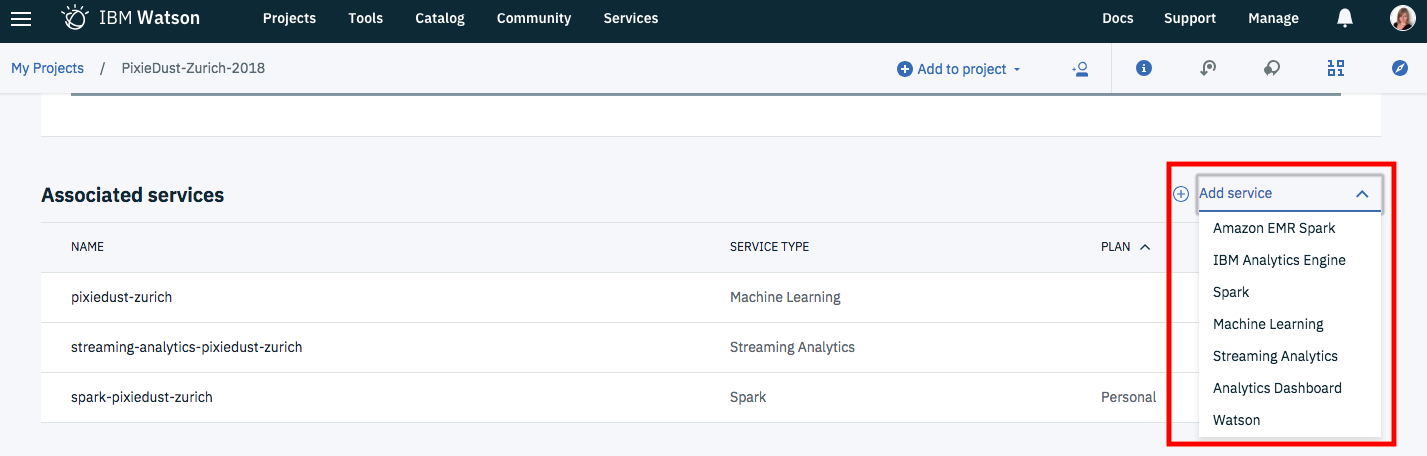 IBM Watson Projects Tools Catalog Community Services Docs Support Manage
My Projects / PixieDust-Zurich-2018 Add to project
Associated services
Add service
NAME SERVICE TYPE PLAN
pixiedust-zurich Machine Learning
streaming-analytics-pixiedust-zurich Streaming Analytics
spark-pixiedust-zurich Spark Personal
Amazon EMR Spark
IBM Analytics Engine
Spark
Machine Learning
Streaming Analytics
Analytics Dashboard
Watson